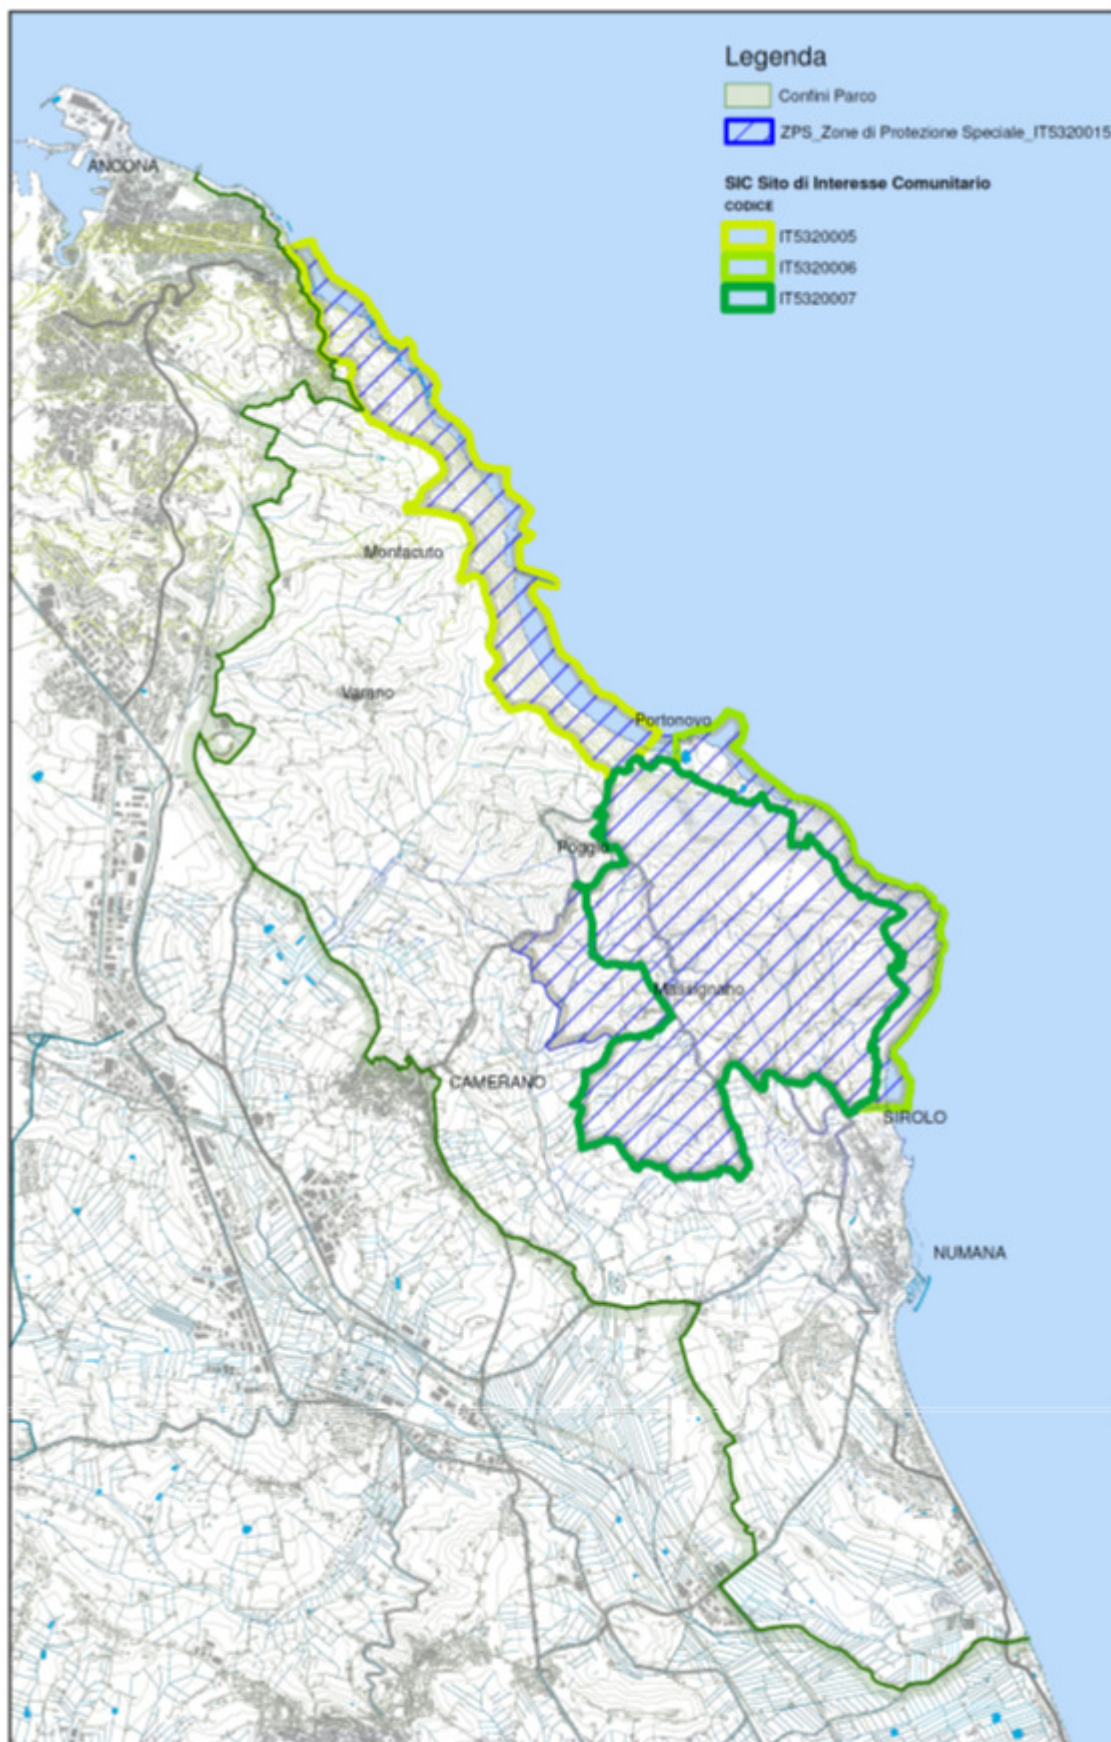 Legenda
Confini Parco
ZPS_Zone di Protezione Speciale_IT5320015
SIC Sito di Interesse Comunitario
CODICE
IT5320005
IT5320006
IT5320007
ANCONA
Montacuto
Varano
Portonovo
Poggio
Massignano
CAMERANO
SIROLO
NUMANA